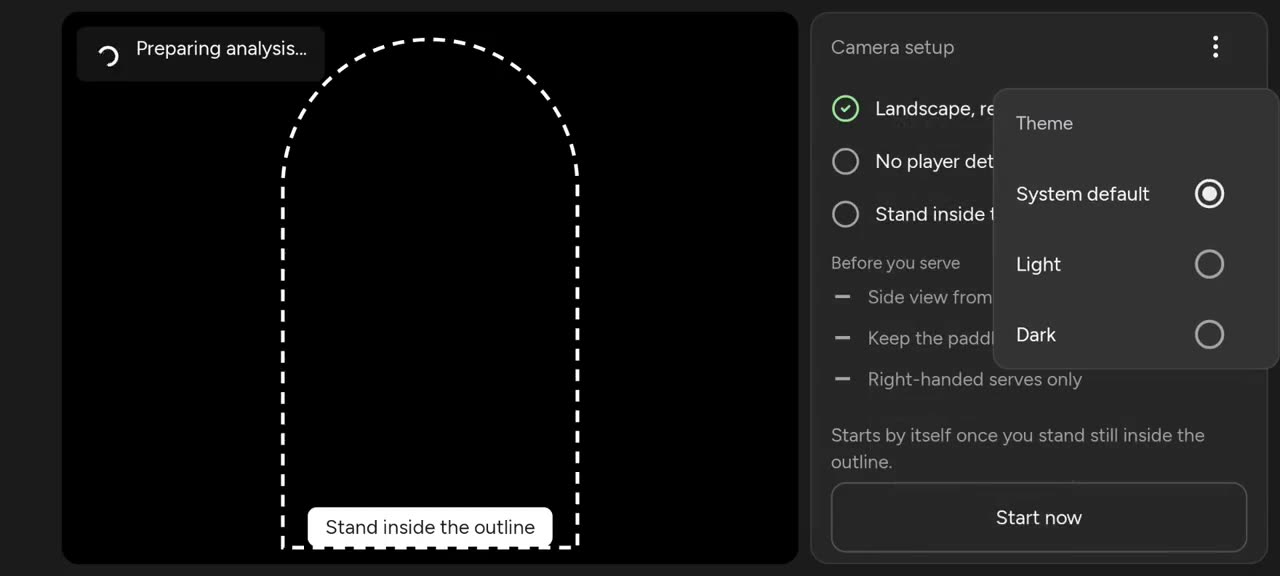 Preparing analysis...
Stand inside the outline
Camera setup
Landscape, re
No player det
Stand inside t
Before you serve
Side view from
Keep the paddl
Right-handed serves only
Starts by itself once you stand still inside the
outline.
Start now
Theme
System default
Light
Dark